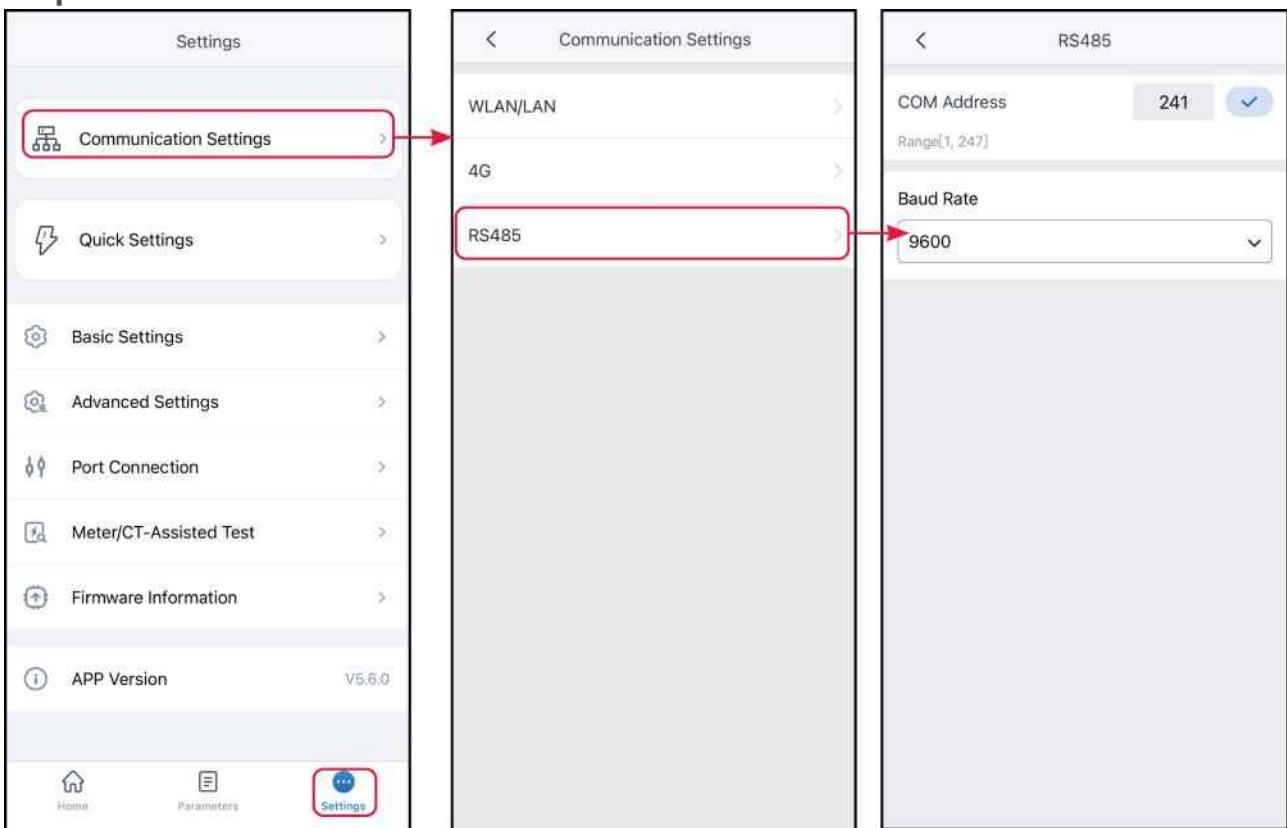 Settings
Communication Settings
Quick Settings
Basic Settings
Advanced Settings
Port Connection
Meter/CT-Assisted Test
Firmware Information
APP Version V5.6.0
Home Parameters Settings
Communication Settings
WLAN/LAN
4G
RS485
RS485
COM Address 241
Range[1, 247]
Baud Rate
9600